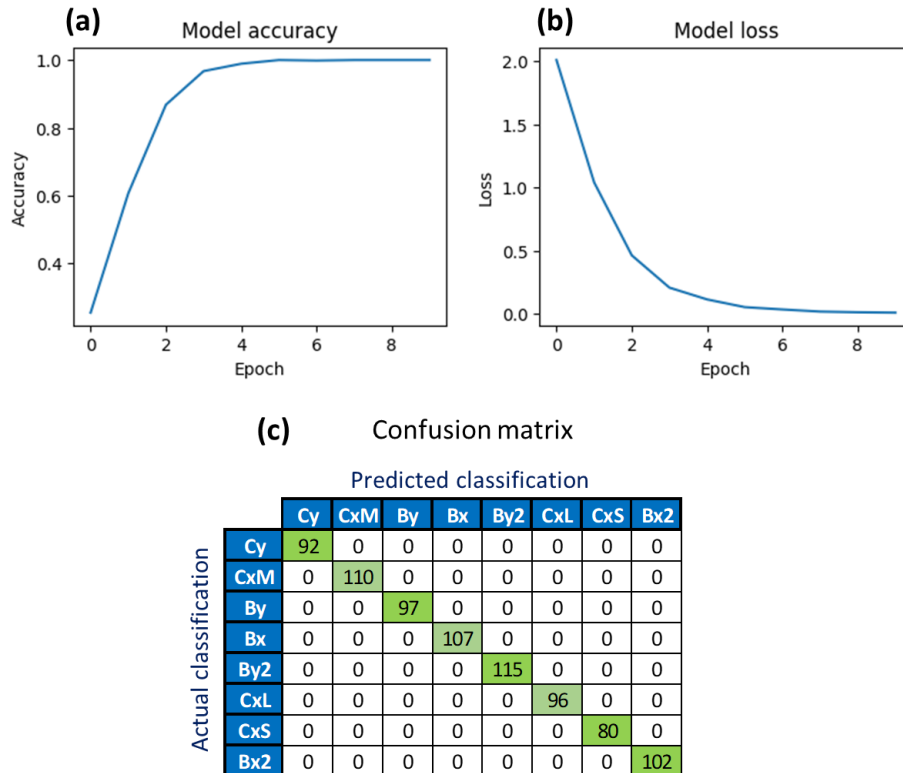 (a)
Model accuracy
1.0
0.8
0.6
0.4
Accuracy
0 2 4 6 8
Epoch
(b)
Model loss
2.0
1.5
1.0
0.5
0.0
Loss
0 2 4 6 8
Epoch
(c) Confusion matrix
Predicted classification
Actual classification
Cy CxM By Bx By2 CxL CxS Bx2
Cy 92 0 0 0 0 0 0 0
CxM 0 110 0 0 0 0 0 0
By 0 0 97 0 0 0 0 0
Bx 0 0 0 107 0 0 0 0
By2 0 0 0 0 115 0 0 0
CxL 0 0 0 0 0 96 0 0
CxS 0 0 0 0 0 0 80 0
Bx2 0 0 0 0 0 0 0 102